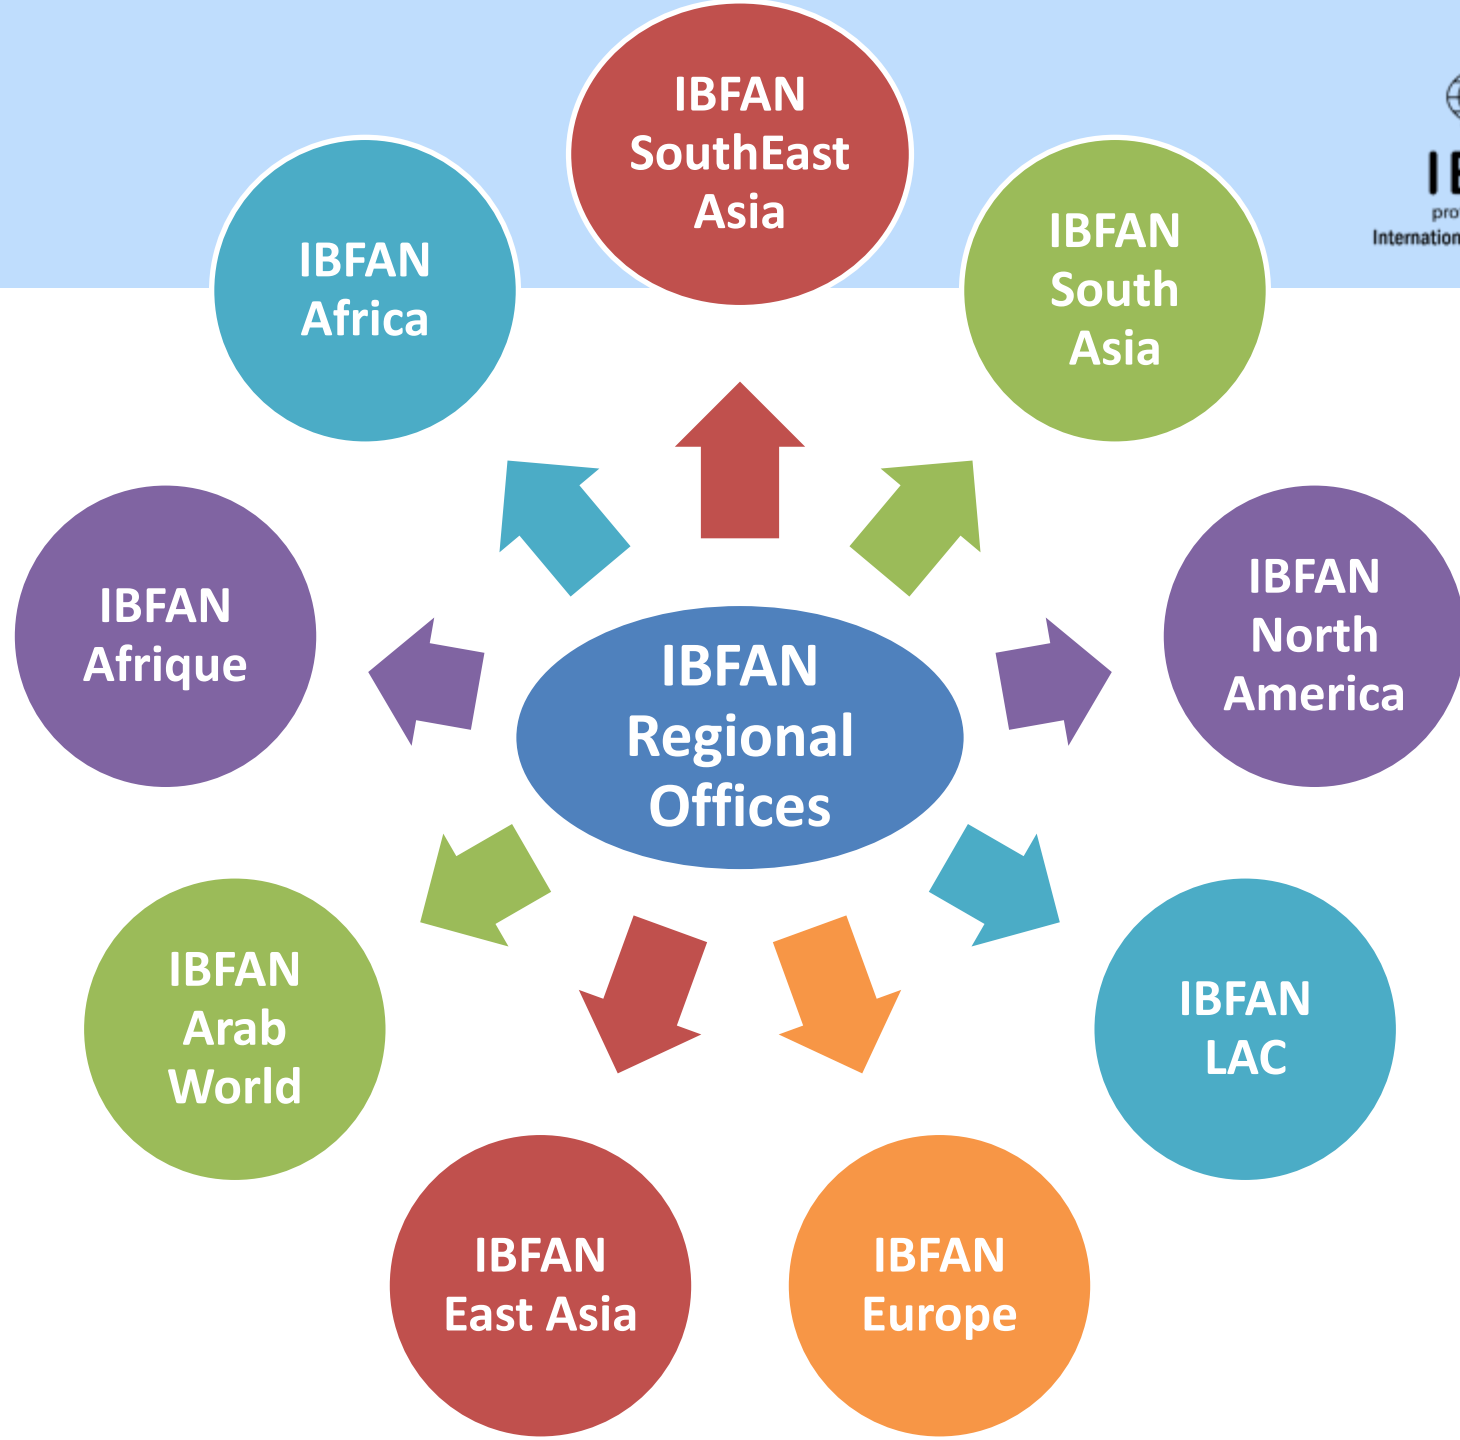 IBFAN
SouthEast
Asia
IBFAN
South
Asia
IBFAN
North
America
IBFAN
LAC
IBFAN
Europe
IBFAN
East Asia
IBFAN
Arab
World
IBFAN
Afrique
IBFAN
Africa
IBFAN
Regional
Offices